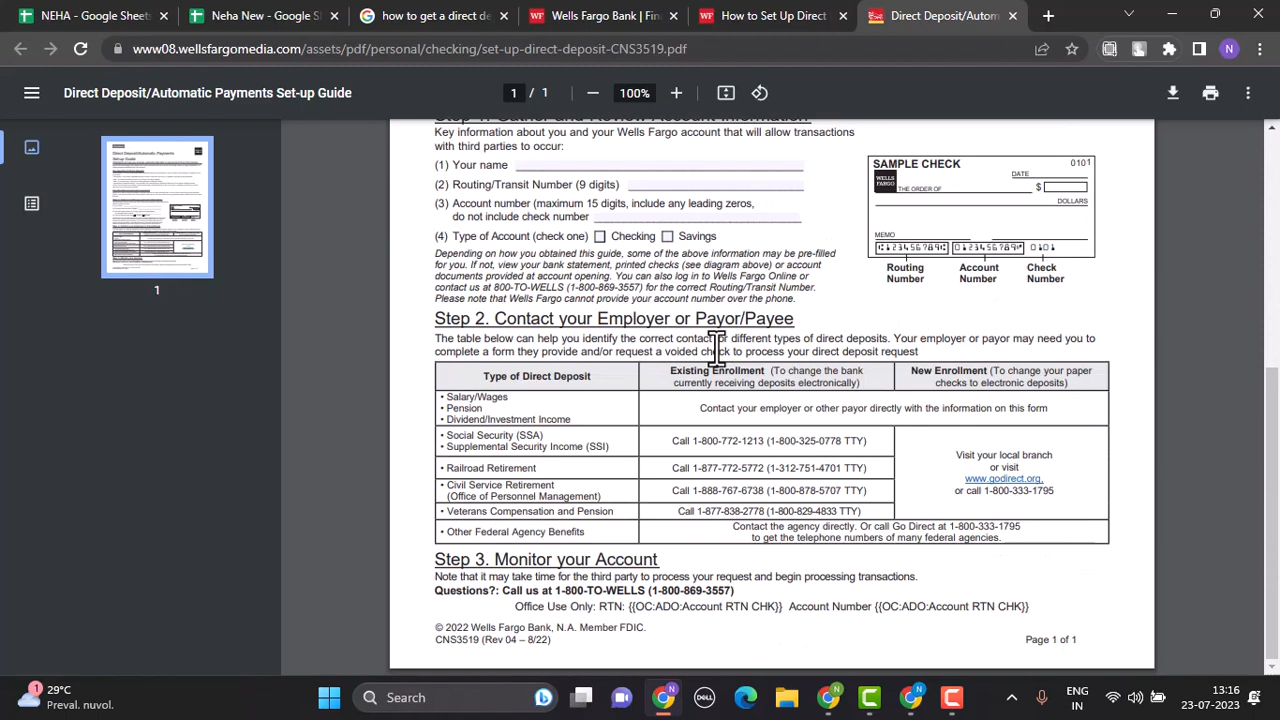 NEHA - Google Sheets
Neha New - Google S
how to get a direct de
Wells Fargo Bank | Fin
How to Set Up Direct
Direct Deposit/Autom
www08.wellsfargomedia.com/assets/pdf/personal/checking/set-up-direct-deposit-CNS3519.pdf
N
Direct Deposit/Automatic Payments Set-up Guide
1 / 1
100%
1
Step 1. Gather and Review Account Information
Key information about you and your Wells Fargo account that will allow transactions
with third parties to occur:
(1) Your name
(2) Routing/Transit Number (9 digits)
(3) Account number (maximum 15 digits, include any leading zeros,
do not include check number
(4) Type of Account (check one) Checking Savings
Depending on how you obtained this guide, some of the above information may be pre-filled
for you. If not, view your bank statement, printed checks (see diagram above) or account
documents provided at account opening. You can also log in to Wells Fargo Online or
contact us at 800-TO-WELLS (1-800-869-3557) for the correct Routing/Transit Number.
Please note that Wells Fargo cannot provide your account number over the phone.
SAMPLE CHECK 0101
DATE
WELLS
FARGO
THE ORDER OF
$
DOLLARS
MEMO
⑆123456789⑆ 0123456789⑈ 0101
Routing Number
Account Number
Check Number
Step 2. Contact your Employer or Payor/Payee
The table below can help you identify the correct contact for different types of direct deposits. Your employer or payor may need you to
complete a form they provide and/or request a voided check to process your direct deposit request
Type of Direct Deposit
Existing Enrollment (To change the bank
currently receiving deposits electronically)
New Enrollment (To change your paper
checks to electronic deposits)
• Salary/Wages
• Pension
• Dividend/Investment Income
Contact your employer or other payor directly with the information on this form
• Social Security (SSA)
• Supplemental Security Income (SSI)
Call 1-800-772-1213 (1-800-325-0778 TTY)
• Railroad Retirement
Call 1-877-772-5772 (1-312-751-4701 TTY)
• Civil Service Retirement
(Office of Personnel Management)
Call 1-888-767-6738 (1-800-878-5707 TTY)
• Veterans Compensation and Pension
Call 1-877-838-2778 (1-800-829-4833 TTY)
Visit your local branch
or visit
www.godirect.org,
or call 1-800-333-1795
• Other Federal Agency Benefits
Contact the agency directly. Or call Go Direct at 1-800-333-1795
to get the telephone numbers of many federal agencies.
Step 3. Monitor your Account
Note that it may take time for the third party to process your request and begin processing transactions.
Questions?: Call us at 1-800-TO-WELLS (1-800-869-3557)
Office Use Only: RTN: {{OC:ADO:Account RTN CHK}} Account Number {{OC:ADO:Account RTN CHK}}
© 2022 Wells Fargo Bank, N.A. Member FDIC.
CNS3519 (Rev 04 – 8/22)
Page 1 of 1
1
29°C
Preval. nuvol.
Search
DELL
ENG
IN
13:16
23-07-2023